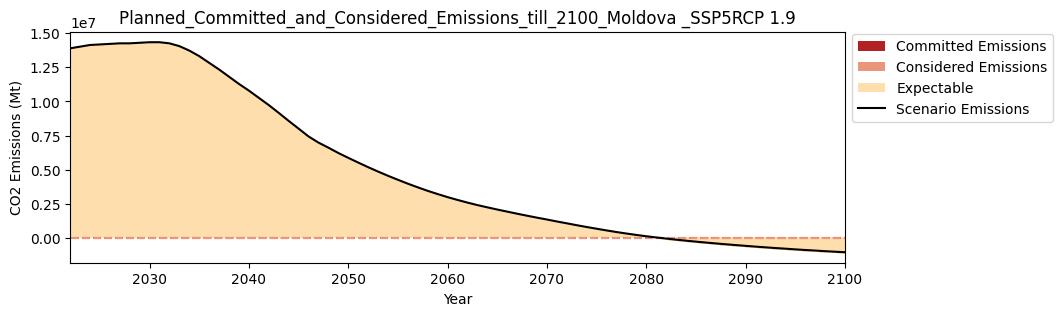 Planned_Committed_and_Considered_Emissions_till_2100_Moldova _SSP5RCP 1.9
1e7
1.50
1.25
1.00
0.75
0.50
0.25
0.00
CO2 Emissions (Mt)
2030 2040 2050 2060 2070 2080 2090 2100
Year
Committed Emissions
Considered Emissions
Expectable
Scenario Emissions